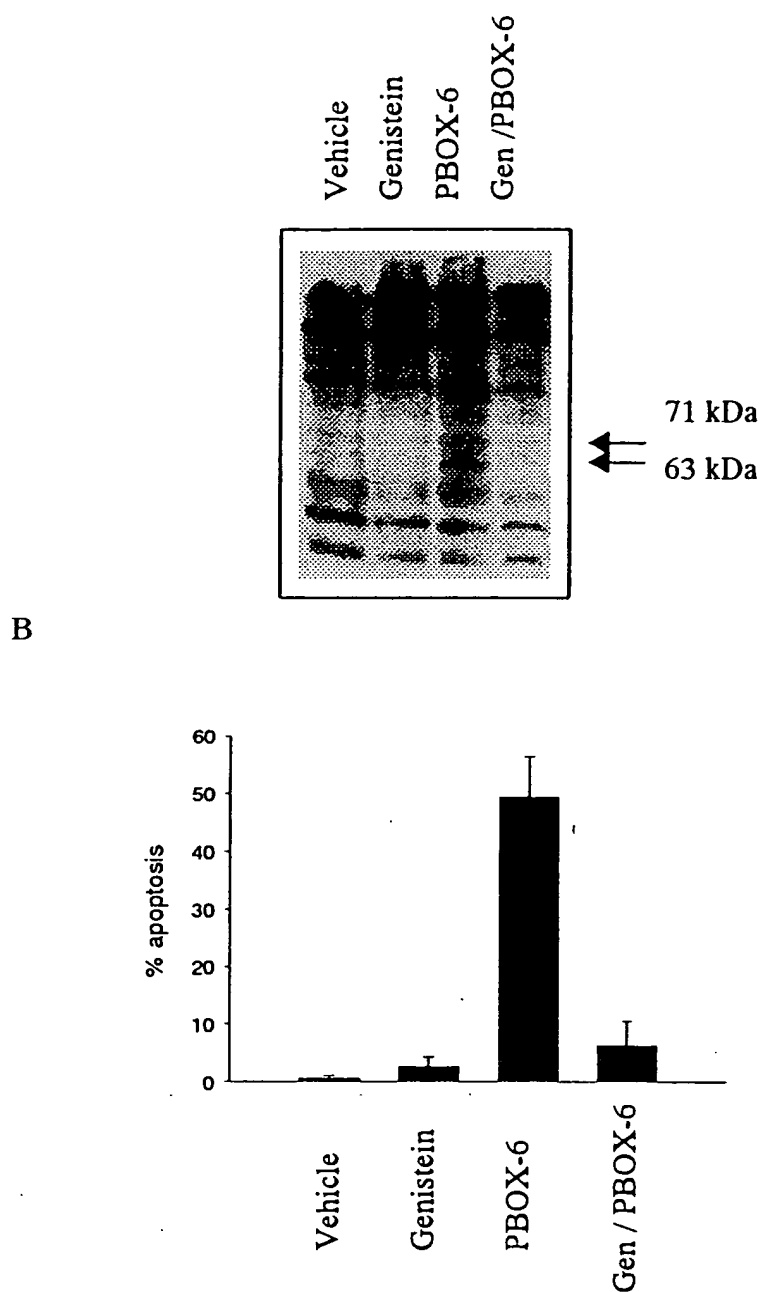 Vehicle
Genistein
PBOX-6
Gen /PBOX-6
71 kDa
63 kDa
B
60
50
40
30
20
10
0
% apoptosis
Vehicle
Genistein
PBOX-6
Gen / PBOX-6